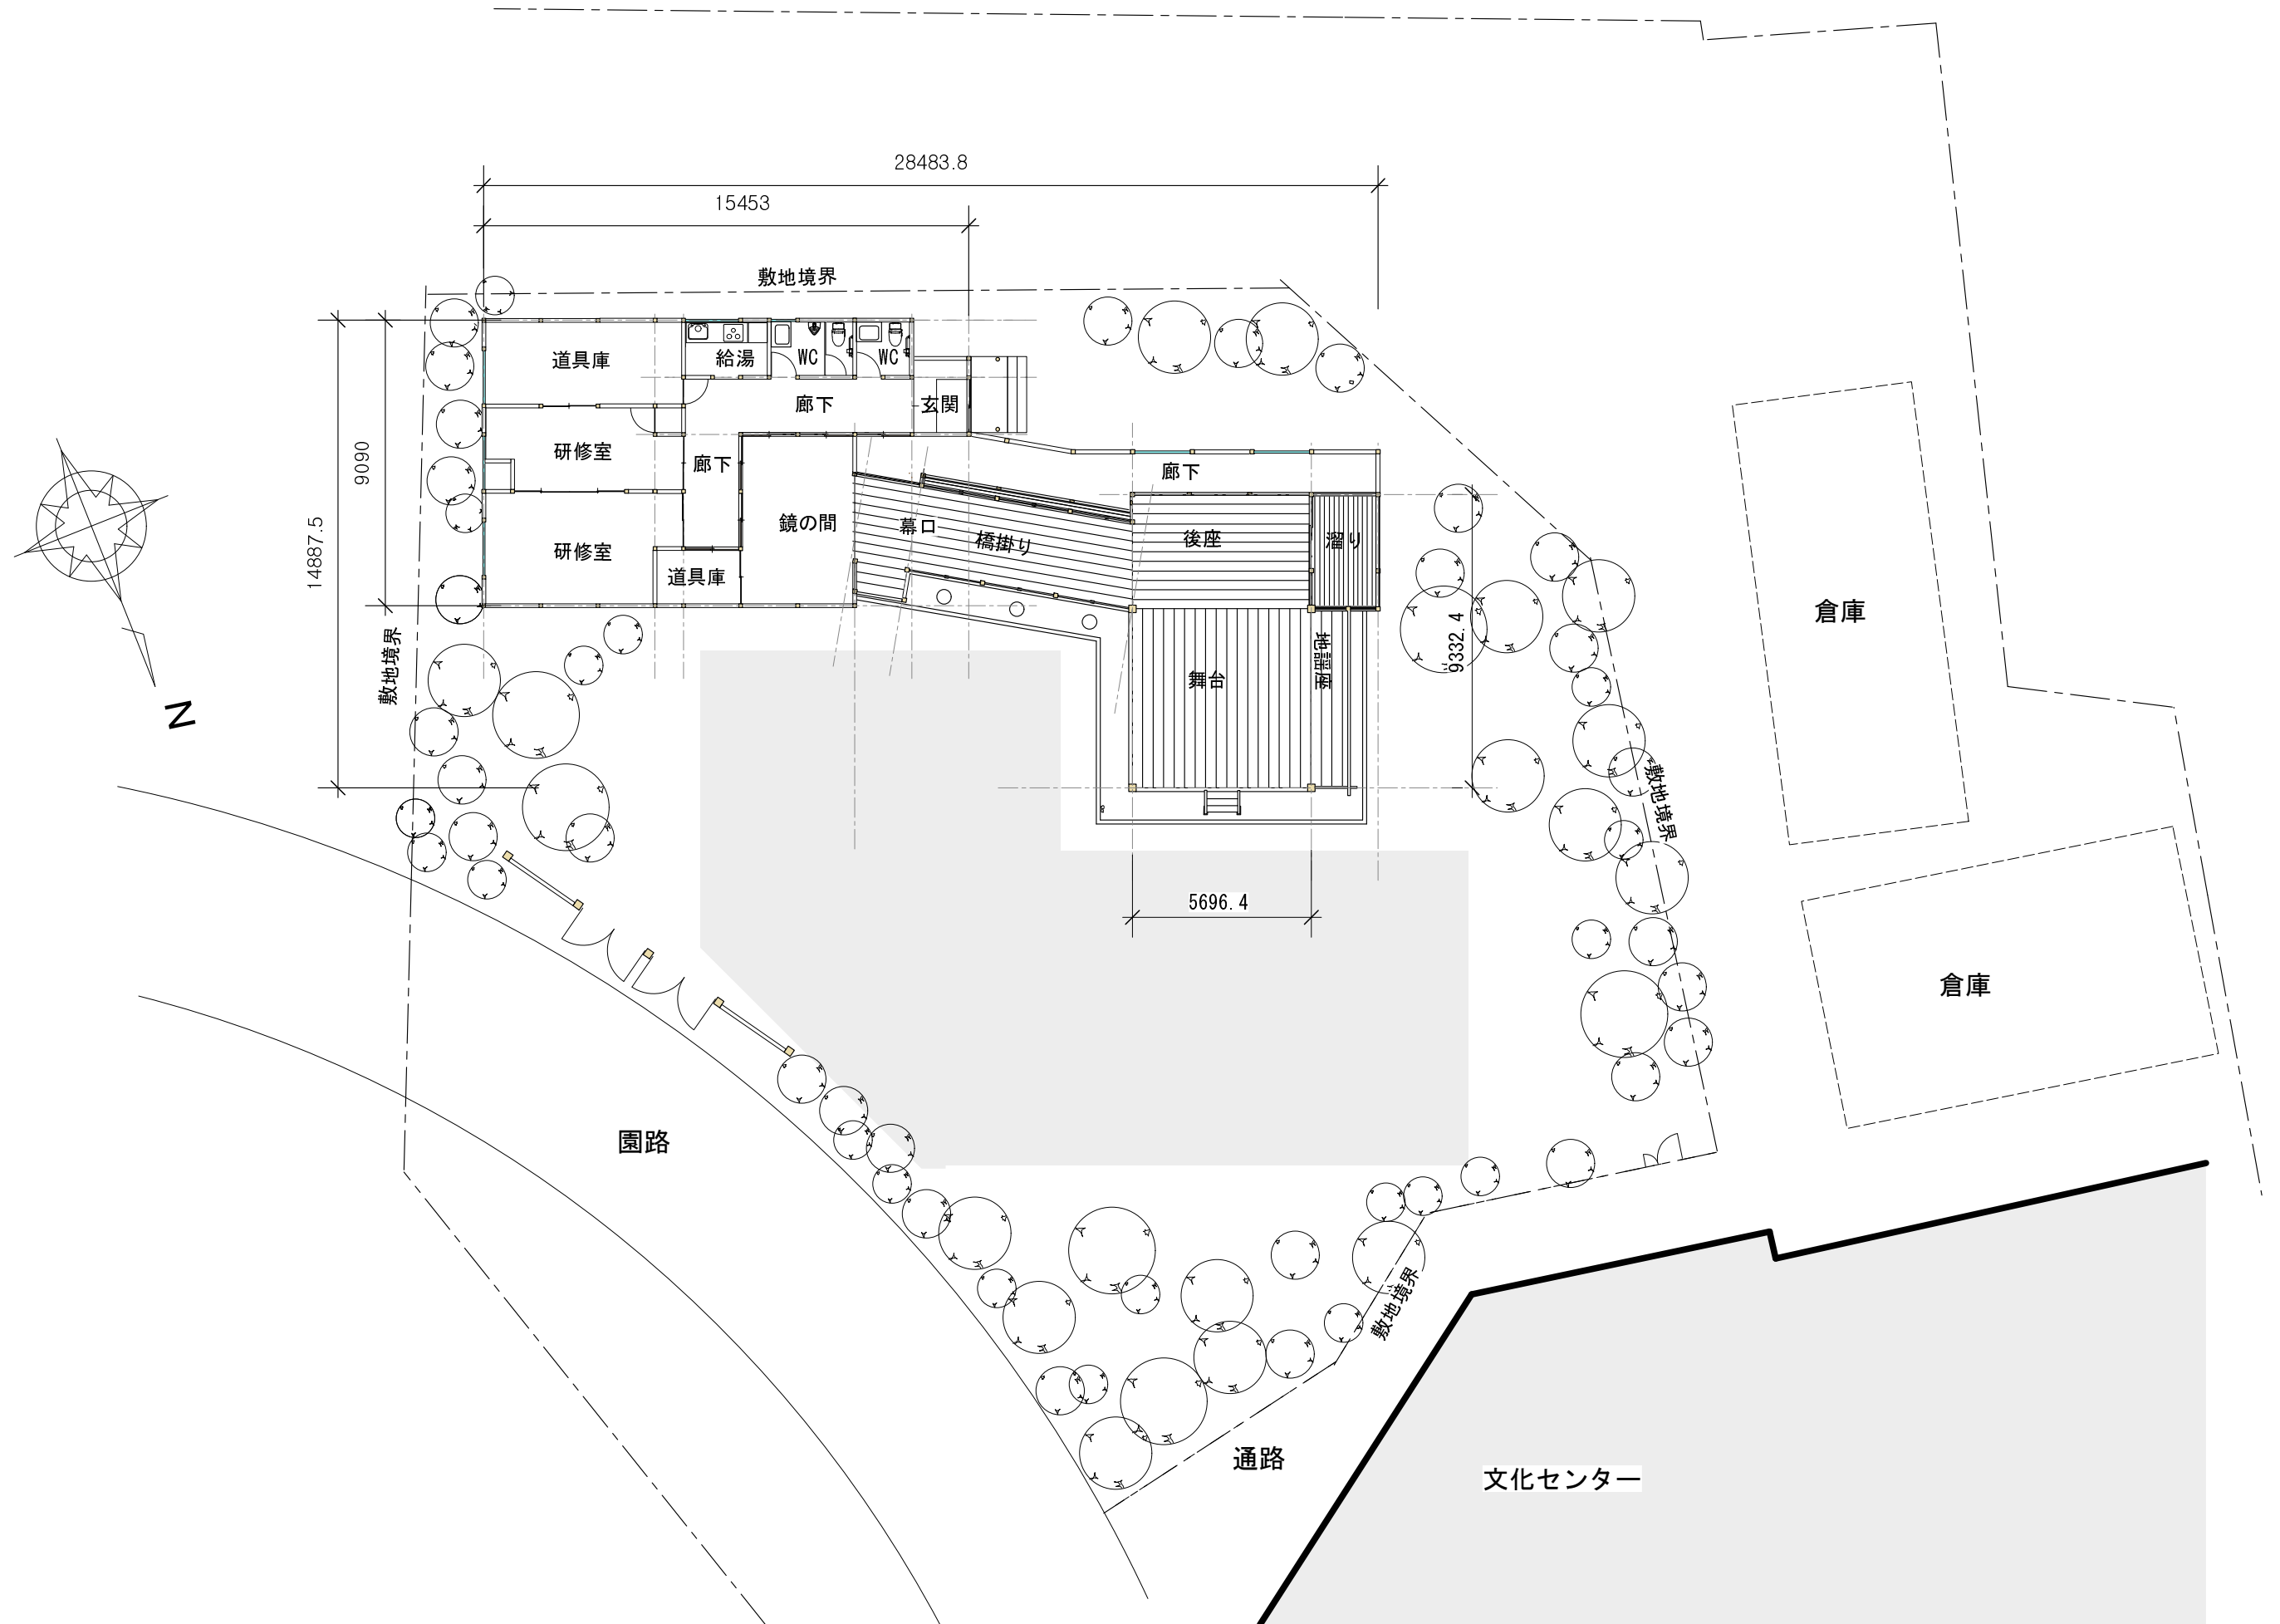 28483.8
15453
敷地境界
道具庫
給湯
WC
WC
廊下
玄関
研修室
廊下
廊下
9090
14887.5
鏡の間
幕口
橋掛り
後座
溜り
研修室
道具庫
敷地境界
舞台
地謡座
9332.4
倉庫
N
敷地境界
5696.4
倉庫
園路
敷地境界
通路
文化センター